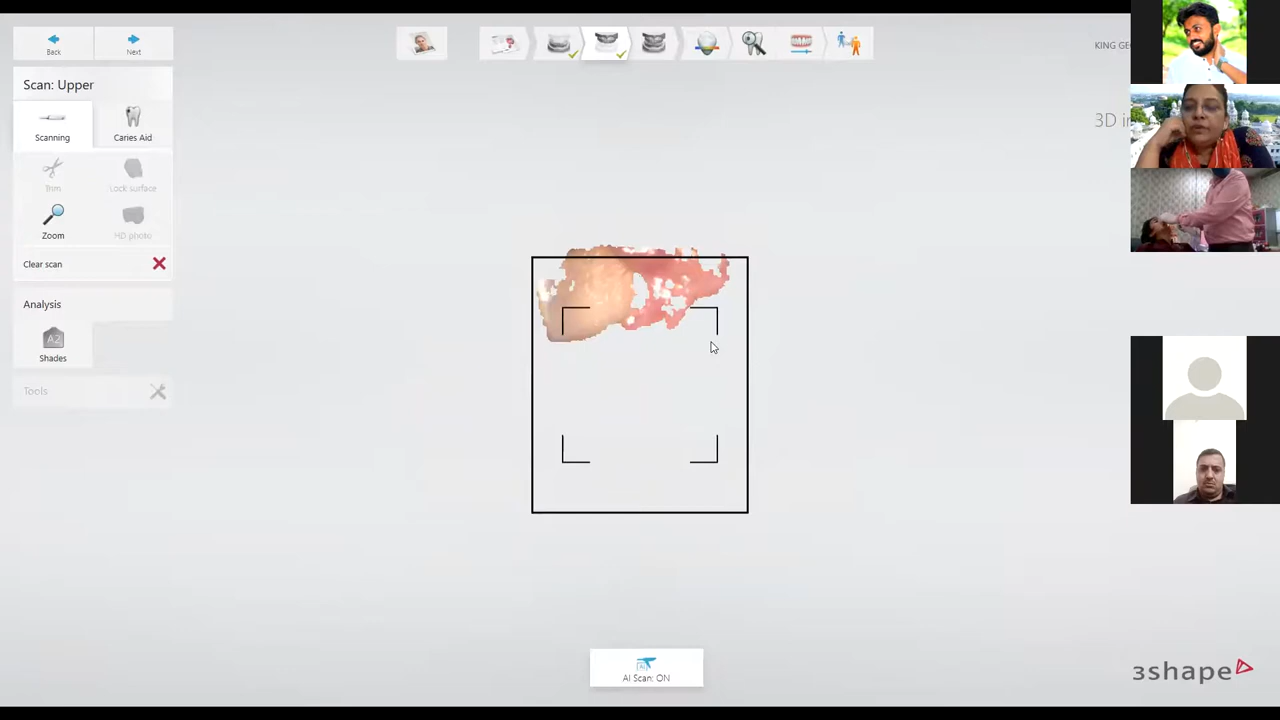 Back
Next
KING GE
Scan: Upper
Scanning
Caries Aid
3D i
Trim
Lock surface
Zoom
HD photo
Clear scan
Analysis
A2
Shades
Tools
AI
AI Scan: ON
3shape